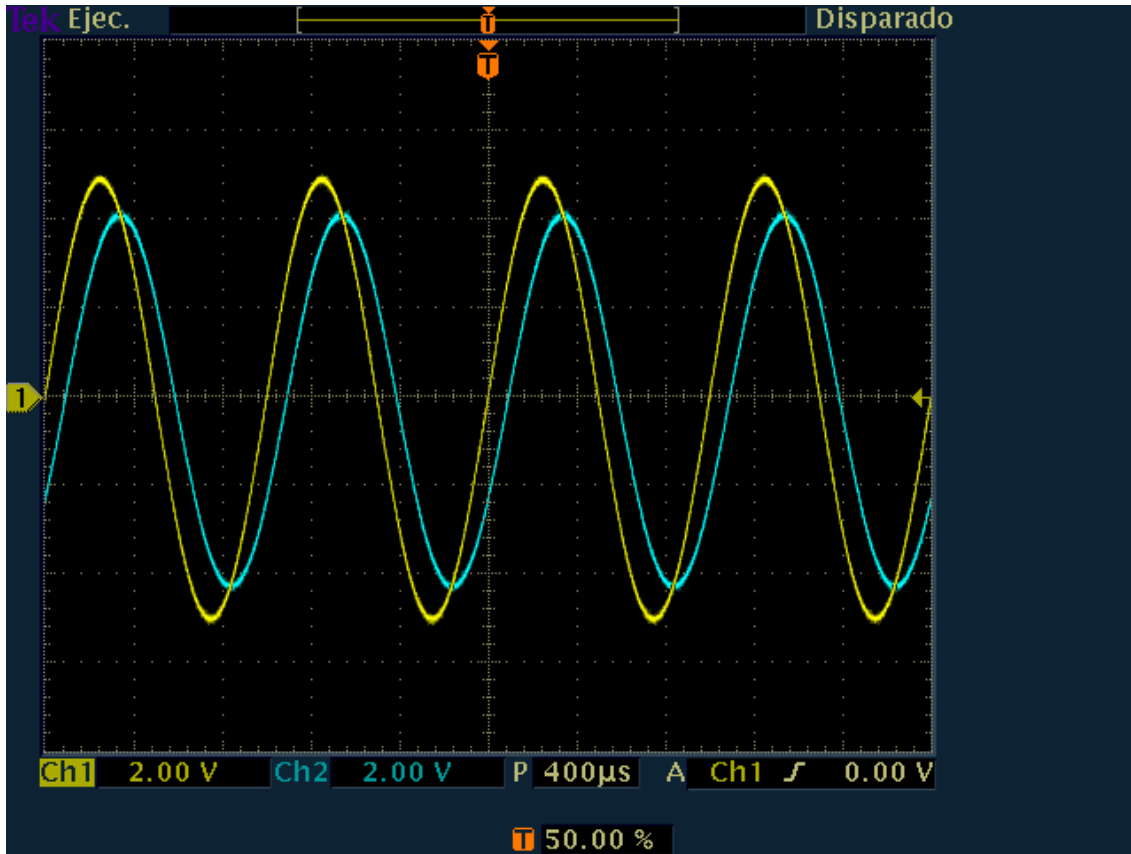 Tek Ejec. T Disparado
T
1
Ch1 2.00 V Ch2 2.00 V P 400µs A Ch1 0.00 V
T 50.00 %